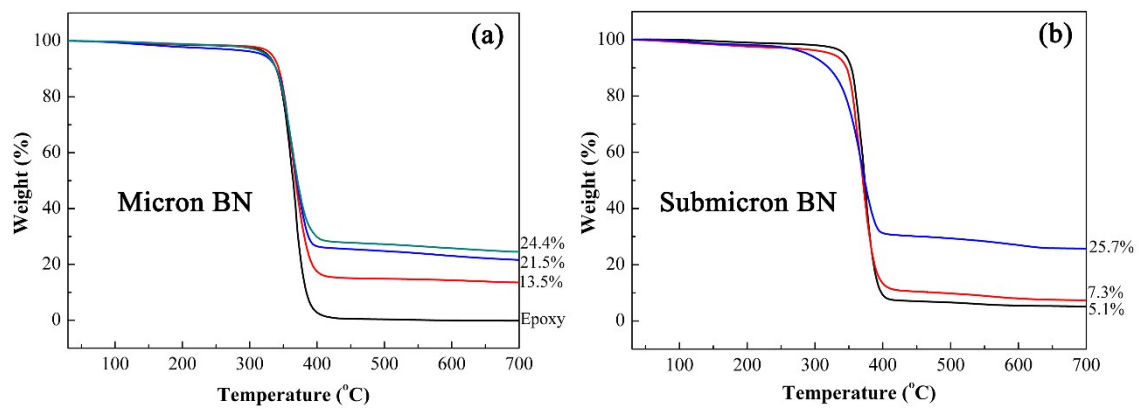 (a)
100
80
60
40
20
0
Weight (%)
Micron BN
24.4%
21.5%
13.5%
Epoxy
100 200 300 400 500 600 700
Temperature (°C)
(b)
100
80
60
40
20
0
Weight (%)
Submicron BN
25.7%
7.3%
5.1%
100 200 300 400 500 600 700
Temperature (°C)